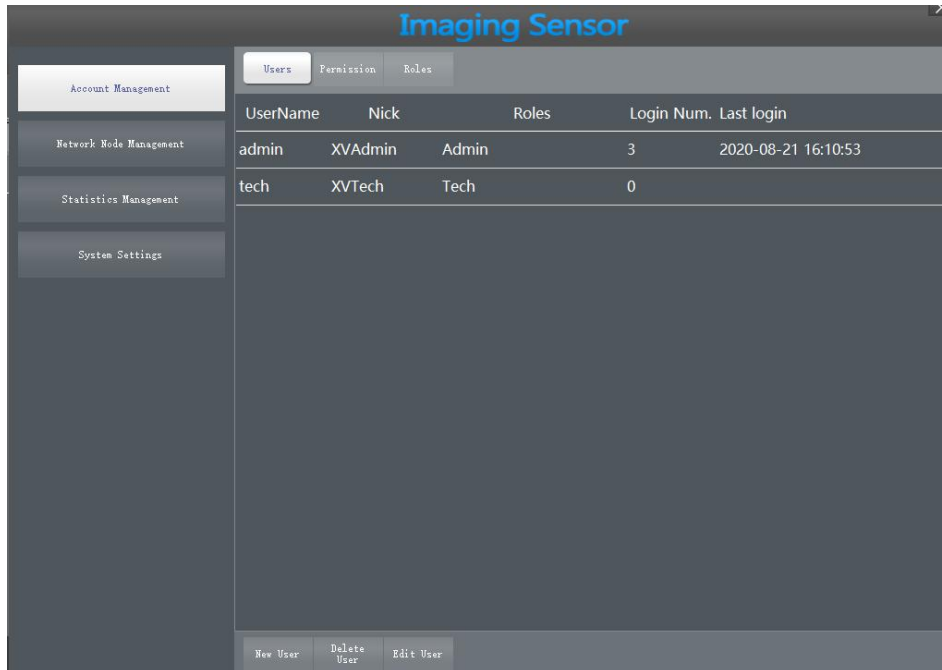 Imaging Sensor
Users Permission Roles
Account Management
UserName Nick Roles Login Num. Last login
Network Node Management
admin XVAdmin Admin 3 2020-08-21 16:10:53
tech XVTech Tech 0
Statistics Management
System Settings
New User
Delete
User
Edit User